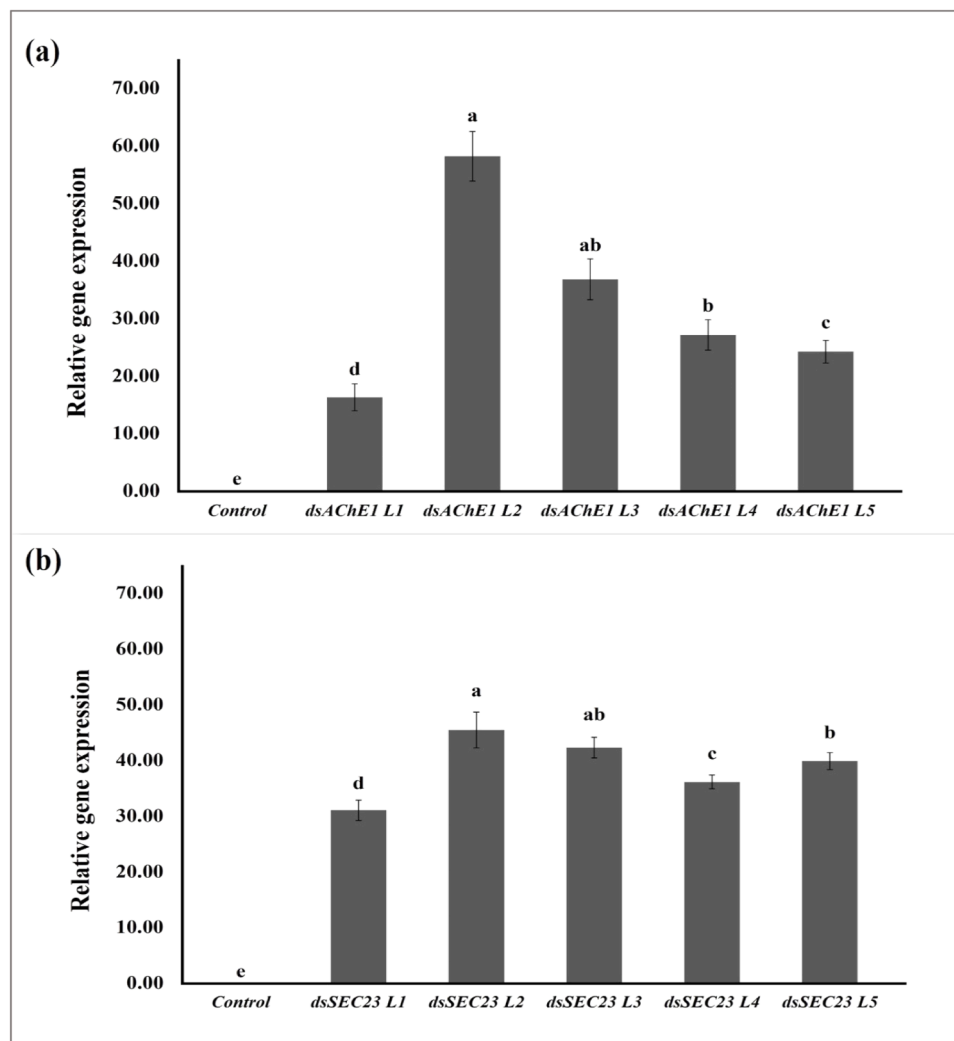 (a)
Relative gene expression
70.00
60.00
50.00
40.00
30.00
20.00
10.00
0.00
e
d
a
ab
b
c
Control
dsAChE1 L1
dsAChE1 L2
dsAChE1 L3
dsAChE1 L4
dsAChE1 L5
(b)
Relative gene expression
70.00
60.00
50.00
40.00
30.00
20.00
10.00
0.00
e
d
a
ab
c
b
Control
dsSEC23 L1
dsSEC23 L2
dsSEC23 L3
dsSEC23 L4
dsSEC23 L5